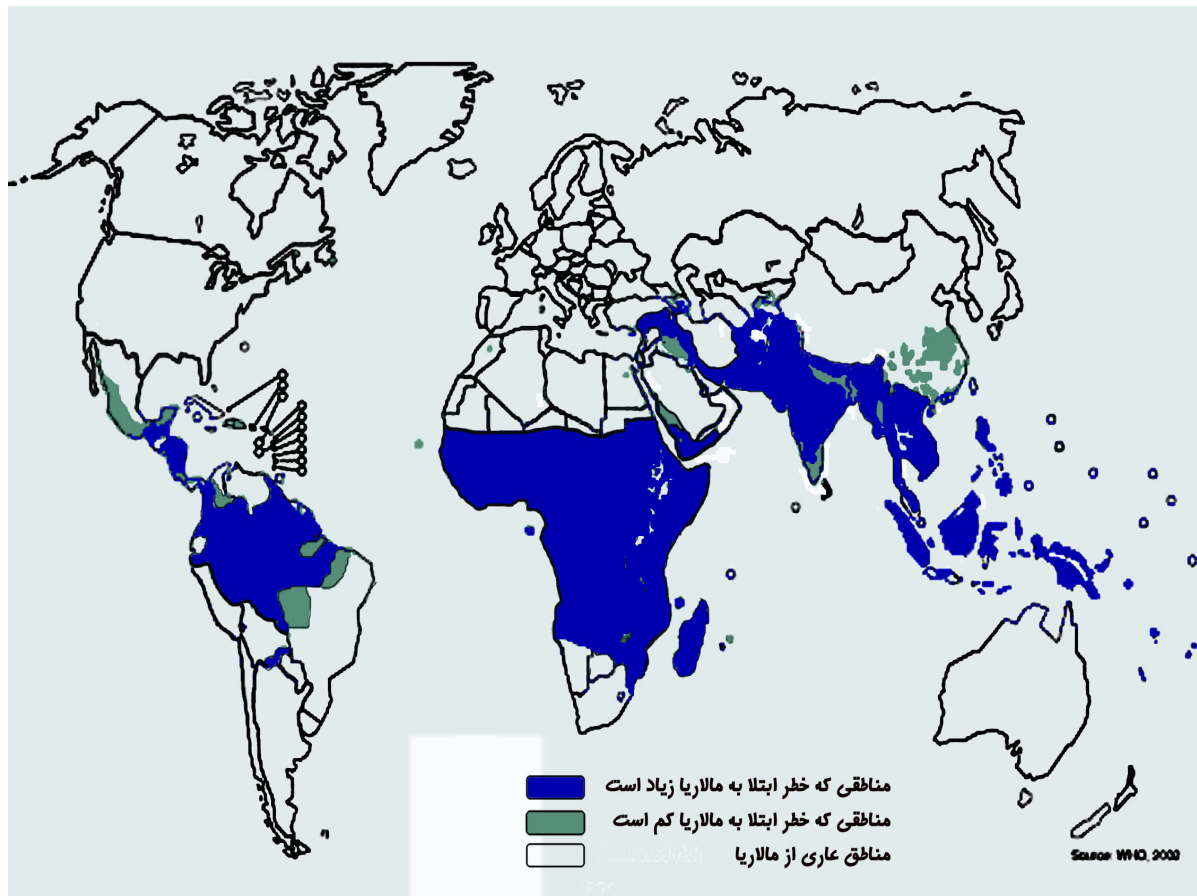 مناطقی که خطر ابتلا به مالاریا زیاد است
مناطقی که خطر ابتلا به مالاریا کم است
مناطق عاری از مالاریا
Source: WHO,